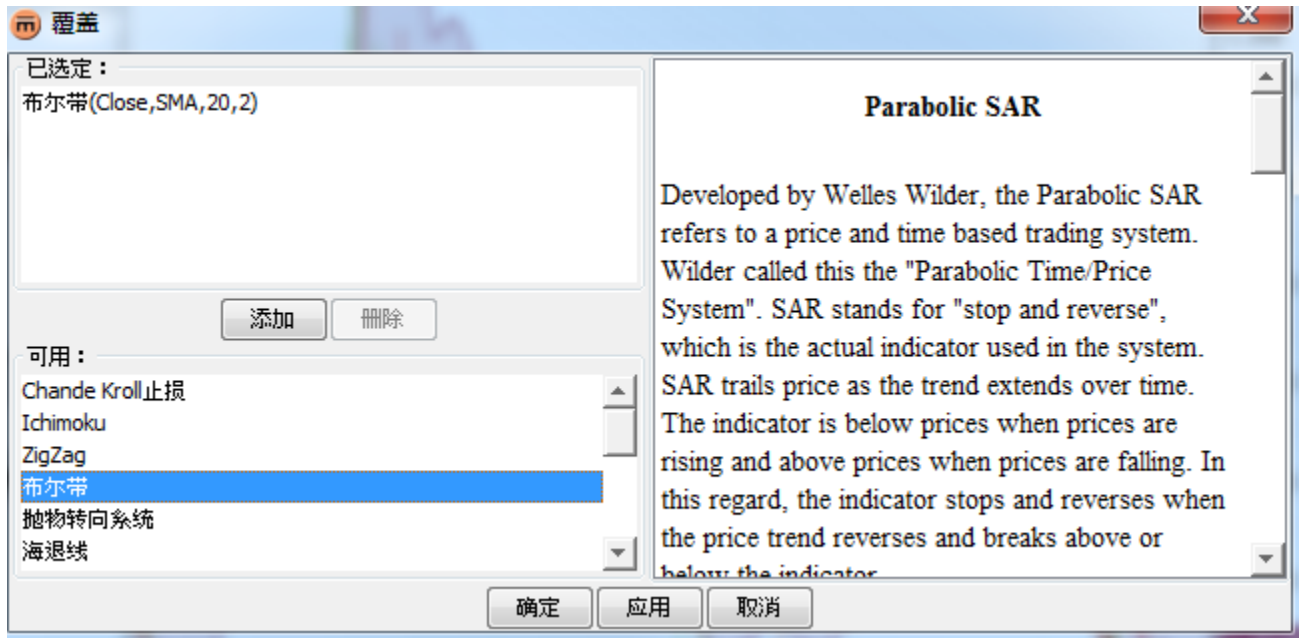 覆盖
已选定：
布尔带(Close,SMA,20,2)
添加
删除
可用：
Chande Kroll止损
Ichimoku
ZigZag
布尔带
抛物转向系统
海退线
Parabolic SAR
Developed by Welles Wilder, the Parabolic SAR
refers to a price and time based trading system.
Wilder called this the "Parabolic Time/Price
System". SAR stands for "stop and reverse",
which is the actual indicator used in the system.
SAR trails price as the trend extends over time.
The indicator is below prices when prices are
rising and above prices when prices are falling. In
this regard, the indicator stops and reverses when
the price trend reverses and breaks above or
below the indicator
确定
应用
取消